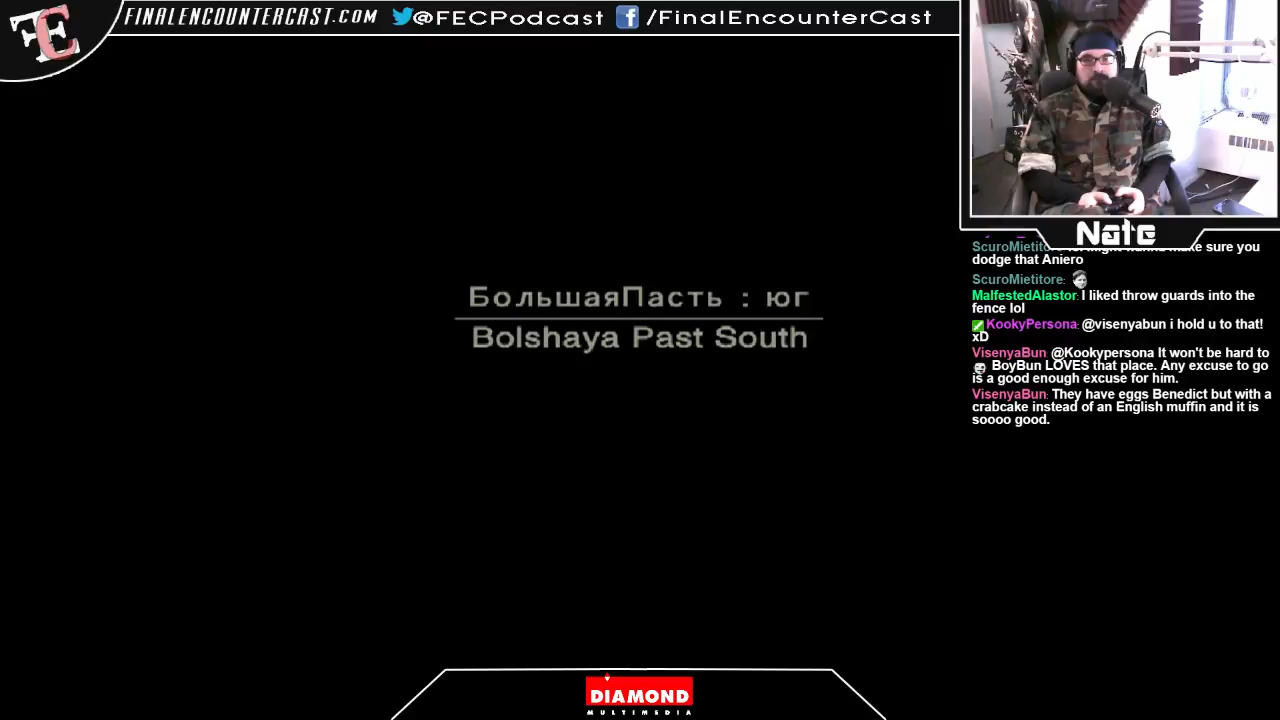 FC
FINALENCOUNTERCAST.COM @FECPodcast /FinalEncounterCast
БольшаяПасть : юг
Bolshaya Past South
Nate
ScuroMietito make sure you
dodge that Aniero
ScuroMietitore:
MalfestedAlastor: I liked throw guards into the
fence lol
KookyPersona: @visenyabun i hold u to that!
xD
VisenyaBun: @Kookypersona It won't be hard to
BoyBun LOVES that place. Any excuse to go
is a good enough excuse for him.
VisenyaBun: They have eggs Benedict but with a
crabcake instead of an English muffin and it is
soooo good.
DIAMOND
MULTIMEDIA